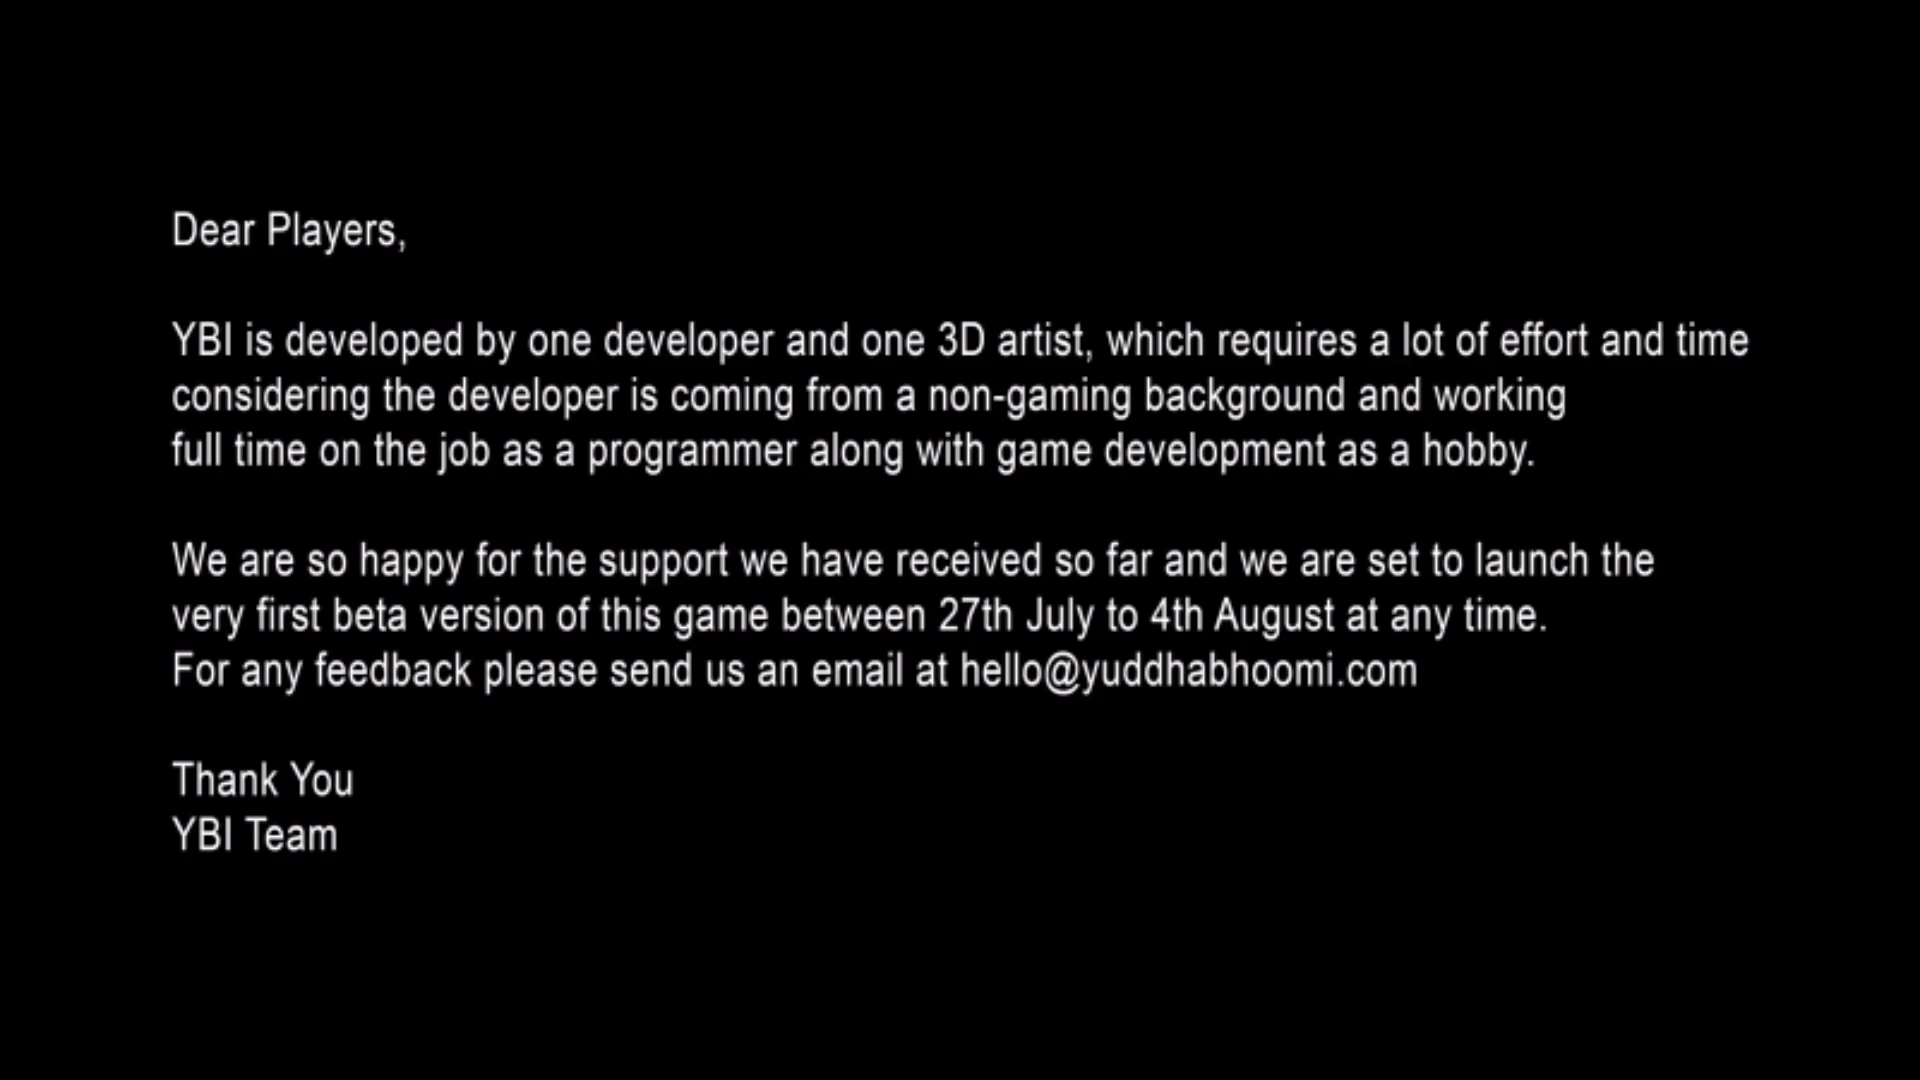 Dear Players,
YBI is developed by one developer and one 3D artist, which requires a lot of effort and time
considering the developer is coming from a non-gaming background and working
full time on the job as a programmer along with game development as a hobby.
We are so happy for the support we have received so far and we are set to launch the
very first beta version of this game between 27th July to 4th August at any time.
For any feedback please send us an email at hello@yuddhabhoomi.com
Thank You
YBI Team